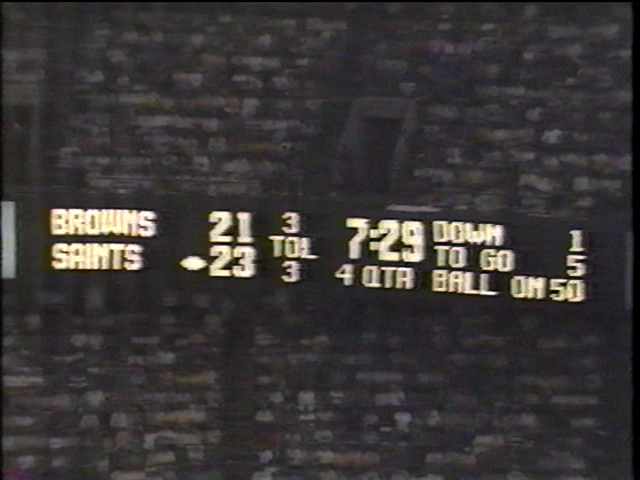 BROWNS 21 3 7:29 DOWN 1
TOL TO GO 5
SAINTS 23 3 4 QTR BALL ON 50